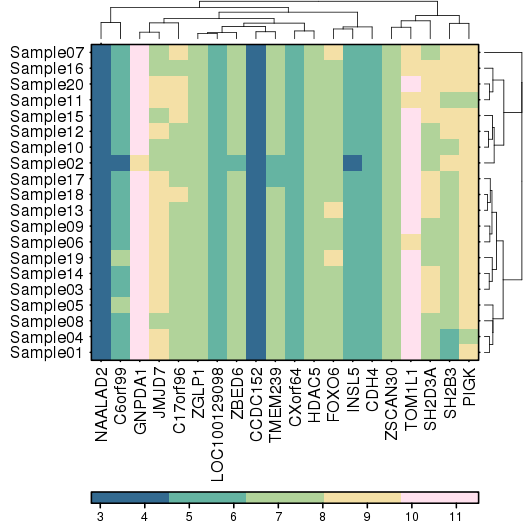 Sample07
Sample16
Sample20
Sample11
Sample15
Sample12
Sample10
Sample02
Sample17
Sample18
Sample13
Sample09
Sample06
Sample19
Sample14
Sample03
Sample05
Sample08
Sample04
Sample01
NAALAD2
C6orf99
GNPDA1
JMJD7
C17orf96
ZGLP1
LOC100129098
ZBED6
CCDC152
TMEM239
CXorf64
HDAC5
FOXO6
INSL5
CDH4
ZSCAN30
TOM1L1
SH2D3A
SH2B3
PIGK
3 4 5 6 7 8 9 10 11